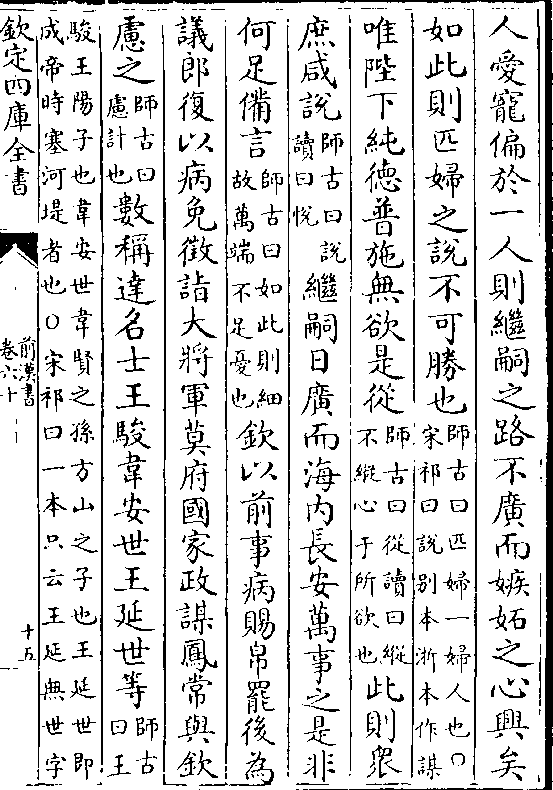 人愛寵偏於一人則繼嗣之路不廣而嫉妬之心興矣
如此則匹婦之說不可勝也師古曰匹婦一婦人也○宋祁曰說别本浙本作謀
唯陛下純德普施無欲是從師古曰從讀曰縱不縱心于所欲也此則衆
庶咸說師古曰說讀曰悅繼嗣日廣而海内長安萬事之是非
何足備言師古曰如此則細故萬端不足憂也欽以前事病賜帛罷後為
議郎復以病免徵詣大將軍莫府國家政謀鳳常與欽
慮之師古曰慮計也數稱達名士王駿韋安世王延世等師古曰王
駿王陽子也韋安世韋賢之孫方山之子也王延世即
成帝時塞河堤者也○宋祁曰一本只云王延無世字
欽定四庫全書
前漢書
卷六十
十五